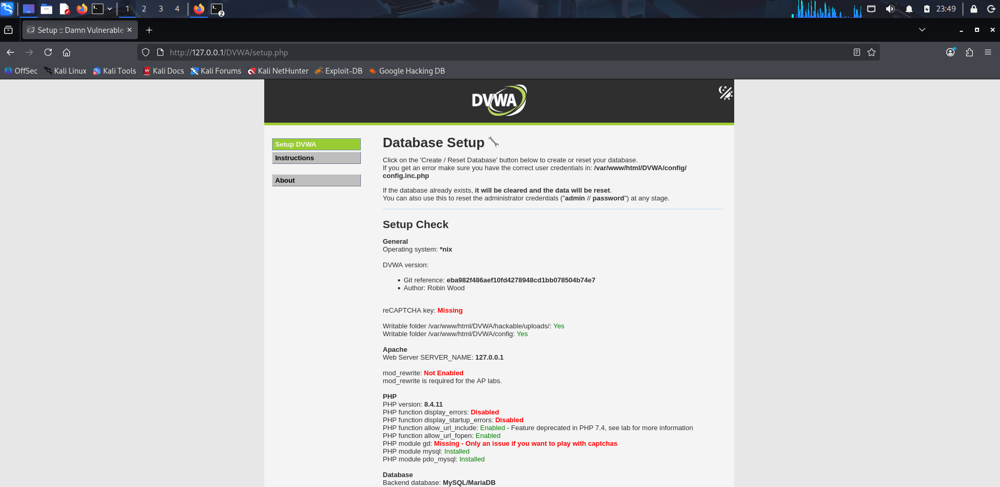 1 2 3 4 2 23:49
Setup :: Damn Vulnerable
http://127.0.0.1/DVWA/setup.php
OffSec Kali Linux Kali Tools Kali Docs Kali Forums Kali NetHunter Exploit-DB Google Hacking DB
DVWA
Setup DVWA
Instructions
About
Database Setup
Click on the 'Create / Reset Database' button below to create or reset your database.
If you get an error make sure you have the correct user credentials in: /var/www/html/DVWA/config/
config.inc.php
If the database already exists, it will be cleared and the data will be reset.
You can also use this to reset the administrator credentials ("admin // password") at any stage.
Setup Check
General
Operating system: *nix
DVWA version:
• Git reference: eba982f486aef10fd4278948cd1bb078504b74e7
• Author: Robin Wood
reCAPTCHA key: Missing
Writable folder /var/www/html/DVWA/hackable/uploads/: Yes
Writable folder /var/www/html/DVWA/config: Yes
Apache
Web Server SERVER_NAME: 127.0.0.1
mod_rewrite: Not Enabled
mod_rewrite is required for the AP labs.
PHP
PHP version: 8.4.11
PHP function display_errors: Disabled
PHP function display_startup_errors: Disabled
PHP function allow_url_include: Enabled - Feature deprecated in PHP 7.4, see lab for more information
PHP function allow_url_fopen: Enabled
PHP module gd: Missing - Only an issue if you want to play with captchas
PHP module mysql: Installed
PHP module pdo_mysql: Installed
Database
Backend database: MySQL/MariaDB